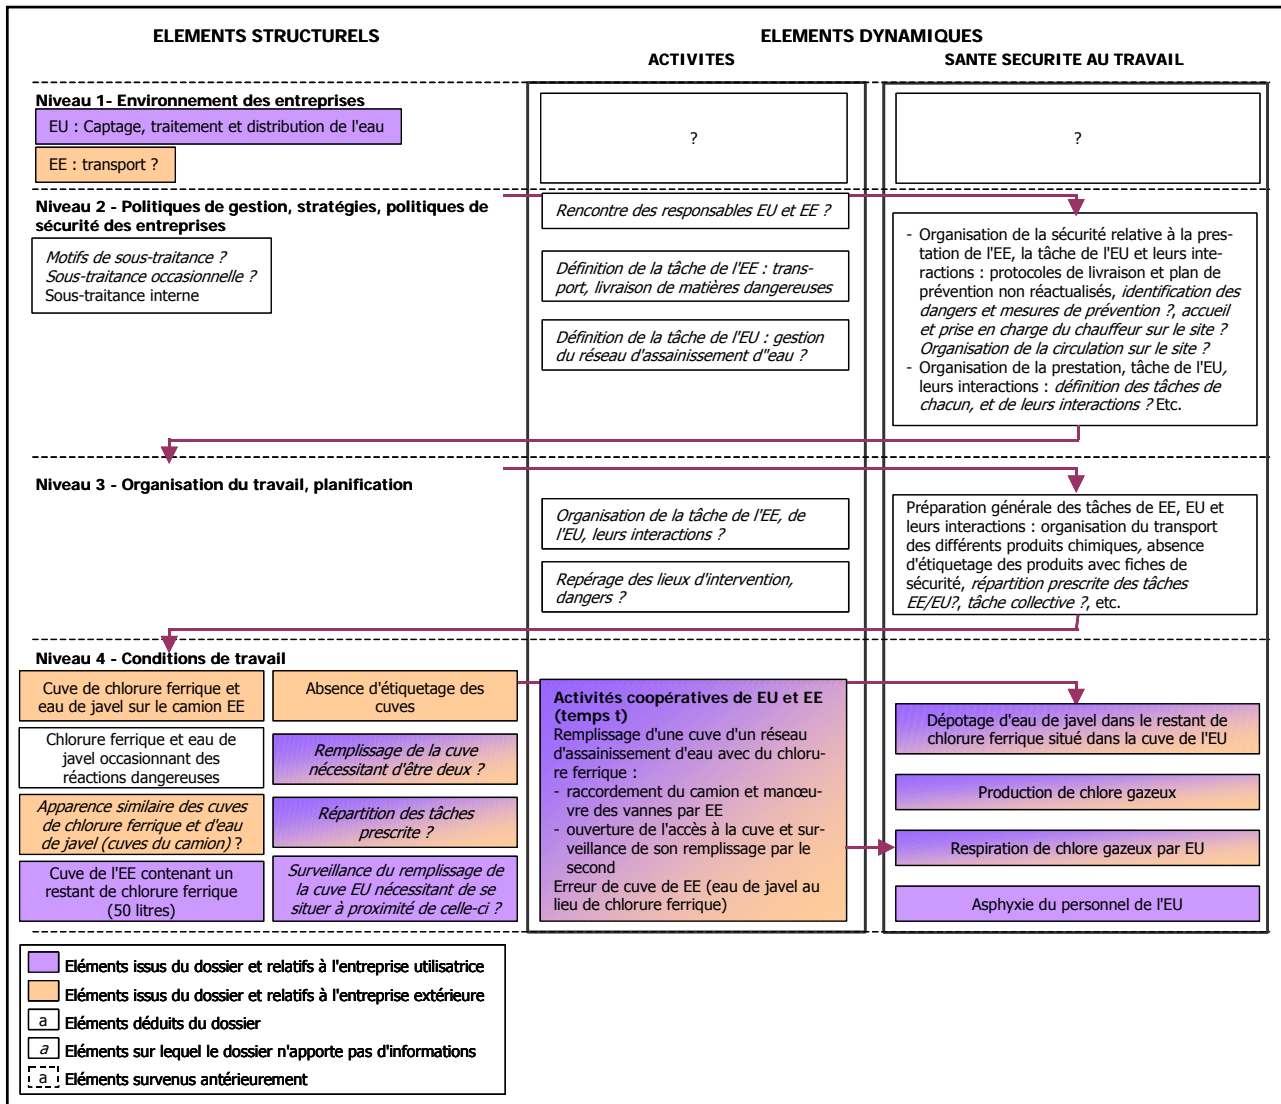 ELEMENTS STRUCTURELS
ELEMENTS DYNAMIQUES
ACTIVITES
SANTE SECURITE AU TRAVAIL
Niveau 1- Environnement des entreprises
EU : Captage, traitement et distribution de l'eau
EE : transport ?
?
?
Niveau 2 - Politiques de gestion, stratégies, politiques de
sécurité des entreprises
Motifs de sous-traitance ?
Sous-traitance occasionnelle ?
Sous-traitance interne
Rencontre des responsables EU et EE ?
Définition de la tâche de l'EE : trans-
port, livraison de matières dangereuses
Définition de la tâche de l'EU : gestion
du réseau d'assainissement d"eau ?
- Organisation de la sécurité relative à la pres-
tation de l'EE, la tâche de l'EU et leurs inte-
ractions : protocoles de livraison et plan de
prévention non réactualisés, identification des
dangers et mesures de prévention ?, accueil
et prise en charge du chauffeur sur le site ?
Organisation de la circulation sur le site ?
- Organisation de la prestation, tâche de l'EU,
leurs interactions : définition des tâches de
chacun, et de leurs interactions ? Etc.
Niveau 3 - Organisation du travail, planification
Organisation de la tâche de l'EE, de
l'EU, leurs interactions ?
Repérage des lieux d'intervention,
dangers ?
Préparation générale des tâches de EE, EU et
leurs interactions : organisation du transport
des différents produits chimiques, absence
d'étiquetage des produits avec fiches de
sécurité, répartition prescrite des tâches
EE/EU?, tâche collective ?, etc.
Niveau 4 - Conditions de travail
Cuve de chlorure ferrique et
eau de javel sur le camion EE
Absence d'étiquetage des
cuves
Chlorure ferrique et eau de
javel occasionnant des
réactions dangereuses
Remplissage de la cuve
nécessitant d'être deux ?
Apparence similaire des cuves
de chlorure ferrique et d'eau
de javel (cuves du camion) ?
Répartition des tâches
prescrite ?
Cuve de l'EE contenant un
restant de chlorure ferrique
(50 litres)
Surveillance du remplissage de
la cuve EU nécessitant de se
situer à proximité de celle-ci ?
Activités coopératives de EU et EE
(temps t)
Remplissage d'une cuve d'un réseau
d'assainissement d'eau avec du chloru-
re ferrique :
- raccordement du camion et manœu-
vre des vannes par EE
- ouverture de l'accès à la cuve et sur-
veillance de son remplissage par le
second
Erreur de cuve de EE (eau de javel au
lieu de chlorure ferrique)
Dépotage d'eau de javel dans le restant de
chlorure ferrique situé dans la cuve de l'EU
Production de chlore gazeux
Respiration de chlore gazeux par EU
Asphyxie du personnel de l'EU
Eléments issus du dossier et relatifs à l'entreprise utilisatrice
Eléments issus du dossier et relatifs à l'entreprise extérieure
a Eléments déduits du dossier
a Eléments sur lequel le dossier n'apporte pas d'informations
a Eléments survenus antérieurement